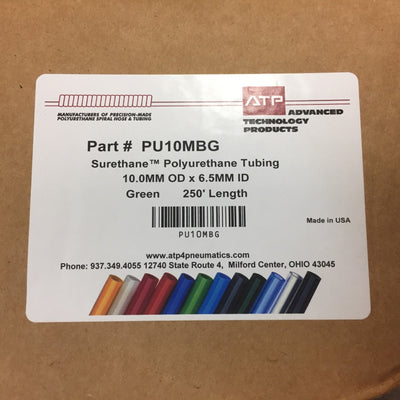 MANUFACTURERS OF PRECISION-MADE
POLYURETHANE SPIRAL HOSE & TUBING
ATP
ADVANCED
TECHNOLOGY
PRODUCTS
Part # PU10MBG
Surethane™ Polyurethane Tubing
10.0MM OD x 6.5MM ID
Green 250' Length
PU10MBG
Made in USA
www.atp4pneumatics.com
Phone: 937.349.4055 12740 State Route 4, Milford Center, OHIO 43045